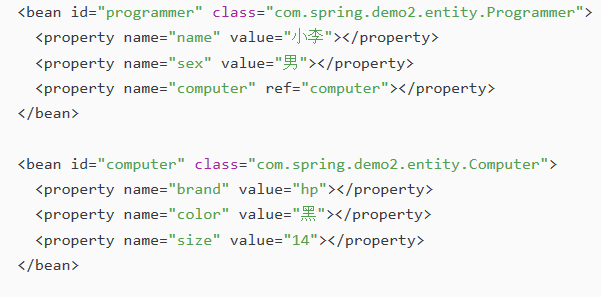 <bean id="programmer" class="com.spring.demo2.entity.Programmer">
  <property name="name" value="小李"></property>
  <property name="sex" value="男"></property>
  <property name="computer" ref="computer"></property>
</bean>

<bean id="computer" class="com.spring.demo2.entity.Computer">
  <property name="brand" value="hp"></property>
  <property name="color" value="黑"></property>
  <property name="size" value="14"></property>
</bean>